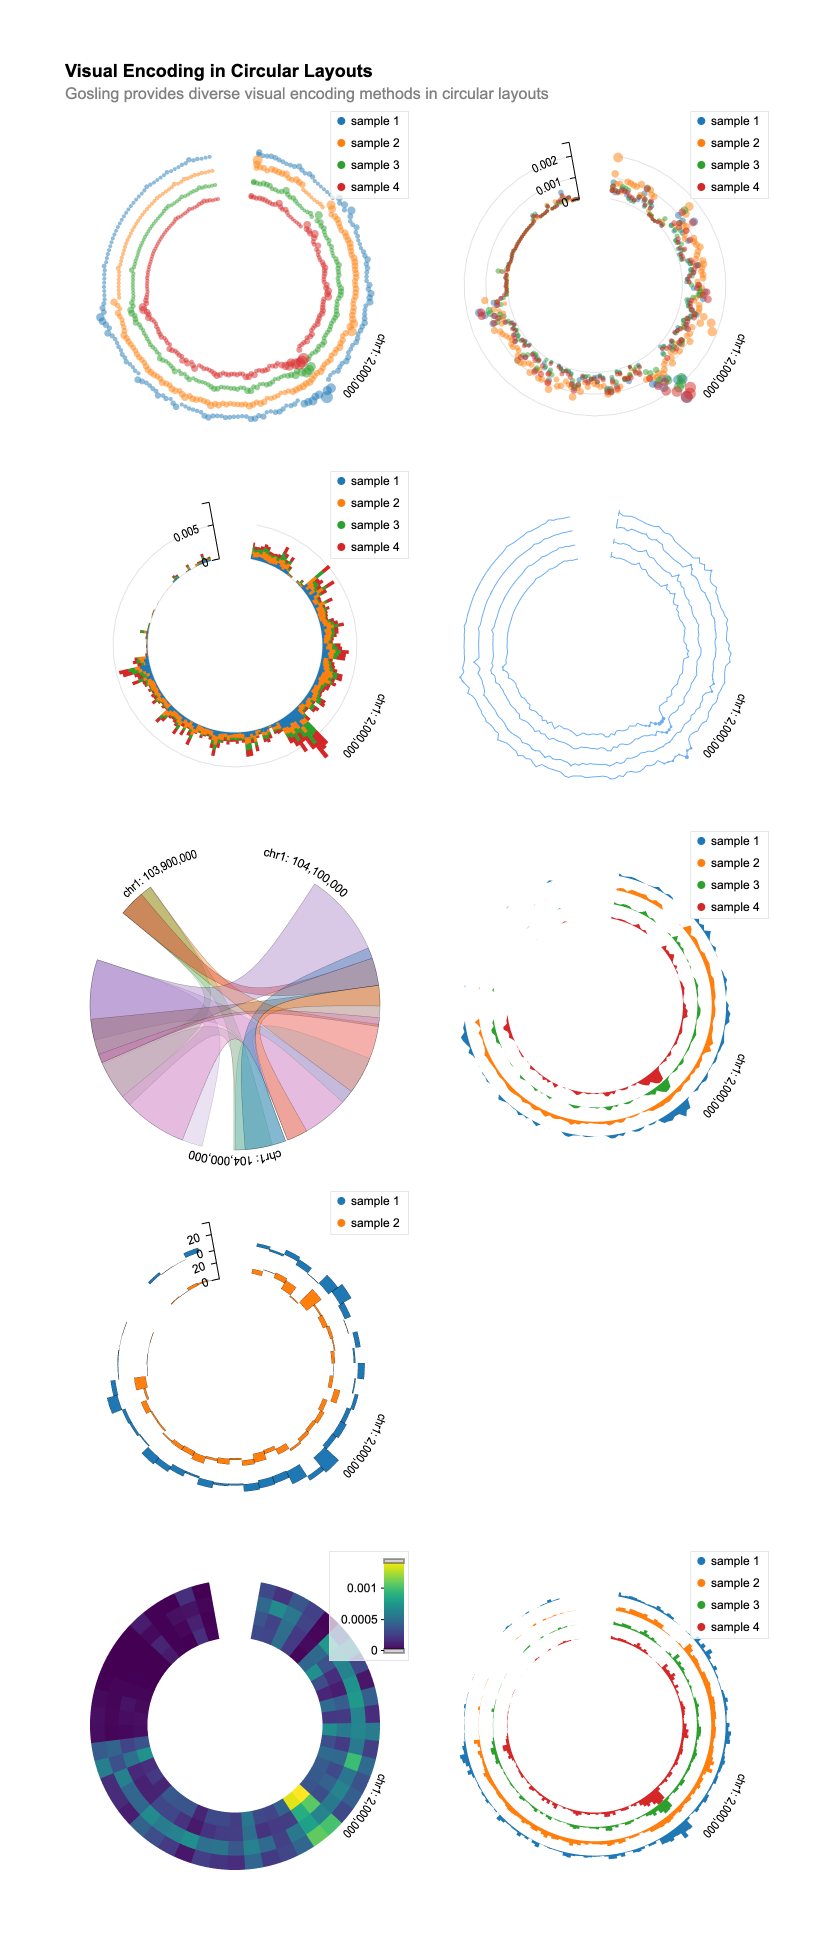 Visual Encoding in Circular Layouts
Gosling provides diverse visual encoding methods in circular layouts
sample 1
sample 2
sample 3
sample 4
chr1: 2,000,000
sample 1
sample 2
sample 3
sample 4
0.002
0.001
0
chr1: 2,000,000
sample 1
sample 2
sample 3
sample 4
0.005
0
chr1: 2,000,000
chr1: 2,000,000
chr1: 103,900,000
chr1: 104,100,000
chr1: 104,000,000
sample 1
sample 2
sample 3
sample 4
chr1: 2,000,000
sample 1
sample 2
20
0
20
0
chr1: 2,000,000
0.001
0.0005
0
chr1: 2,000,000
sample 1
sample 2
sample 3
sample 4
chr1: 2,000,000